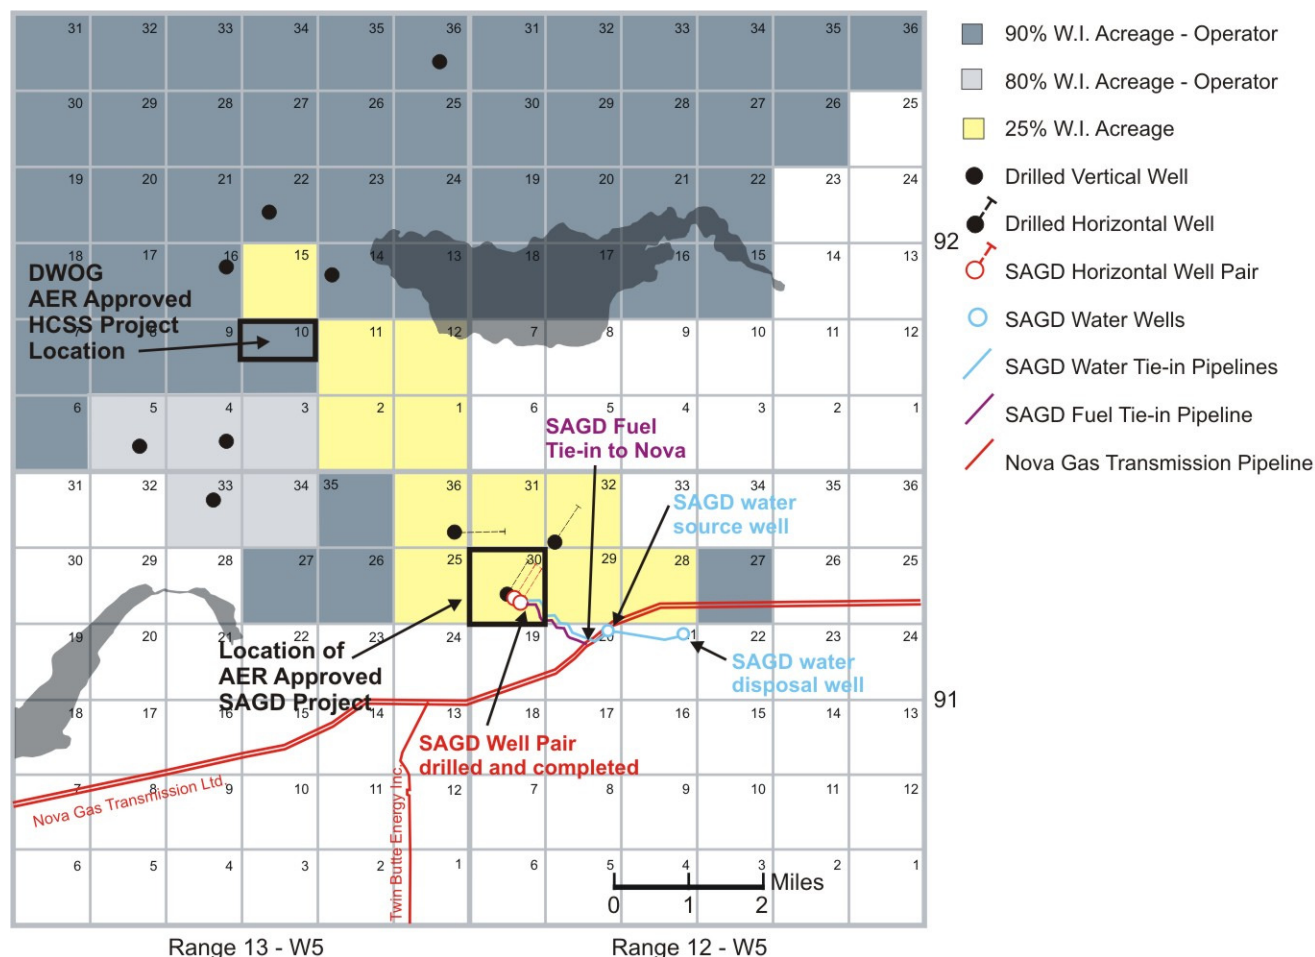 31 32 33 34 35 36 31 32 33 34 35 36
90% W.I. Acreage - Operator
80% W.I. Acreage - Operator
30 29 28 27 26 25 30 29 28 27 26 25
25% W.I. Acreage
19 20 21 22 23 24 19 20 21 22 23 24
Drilled Vertical Well
Drilled Horizontal Well
92
18 17 16 15 14 13 18 17 16 15 14 13
SAGD Horizontal Well Pair
DWOG
AER Approved
HCSS Project
Location
SAGD Water Wells
7 8 9 10 11 12 7 8 9 10 11 12
SAGD Water Tie-in Pipelines
6 5 4 3 2 1 6 5 4 3 2 1
SAGD Fuel Tie-in Pipeline
SAGD Fuel
Tie-in to Nova
Nova Gas Transmission Pipeline
31 32 33 34 35 36 31 32 33 34 35 36
SAGD water
source well
30 29 28 27 26 25 30 29 28 27 26 25
19 20 21 22 23 24 19 20 21 22 23 24
Location of
AER Approved
SAGD Project
SAGD water
disposal well
91
18 17 16 15 14 13 18 17 16 15 14 13
SAGD Well Pair
drilled and completed
7 8 9 10 11 12 7 8 9 10 11 12
Nova Gas Transmission Ltd.
Twin Butte Energy Inc.
6 5 4 3 2 1 6 5 4 3 2 1
Miles
0 1 2
Range 13 - W5 Range 12 - W5